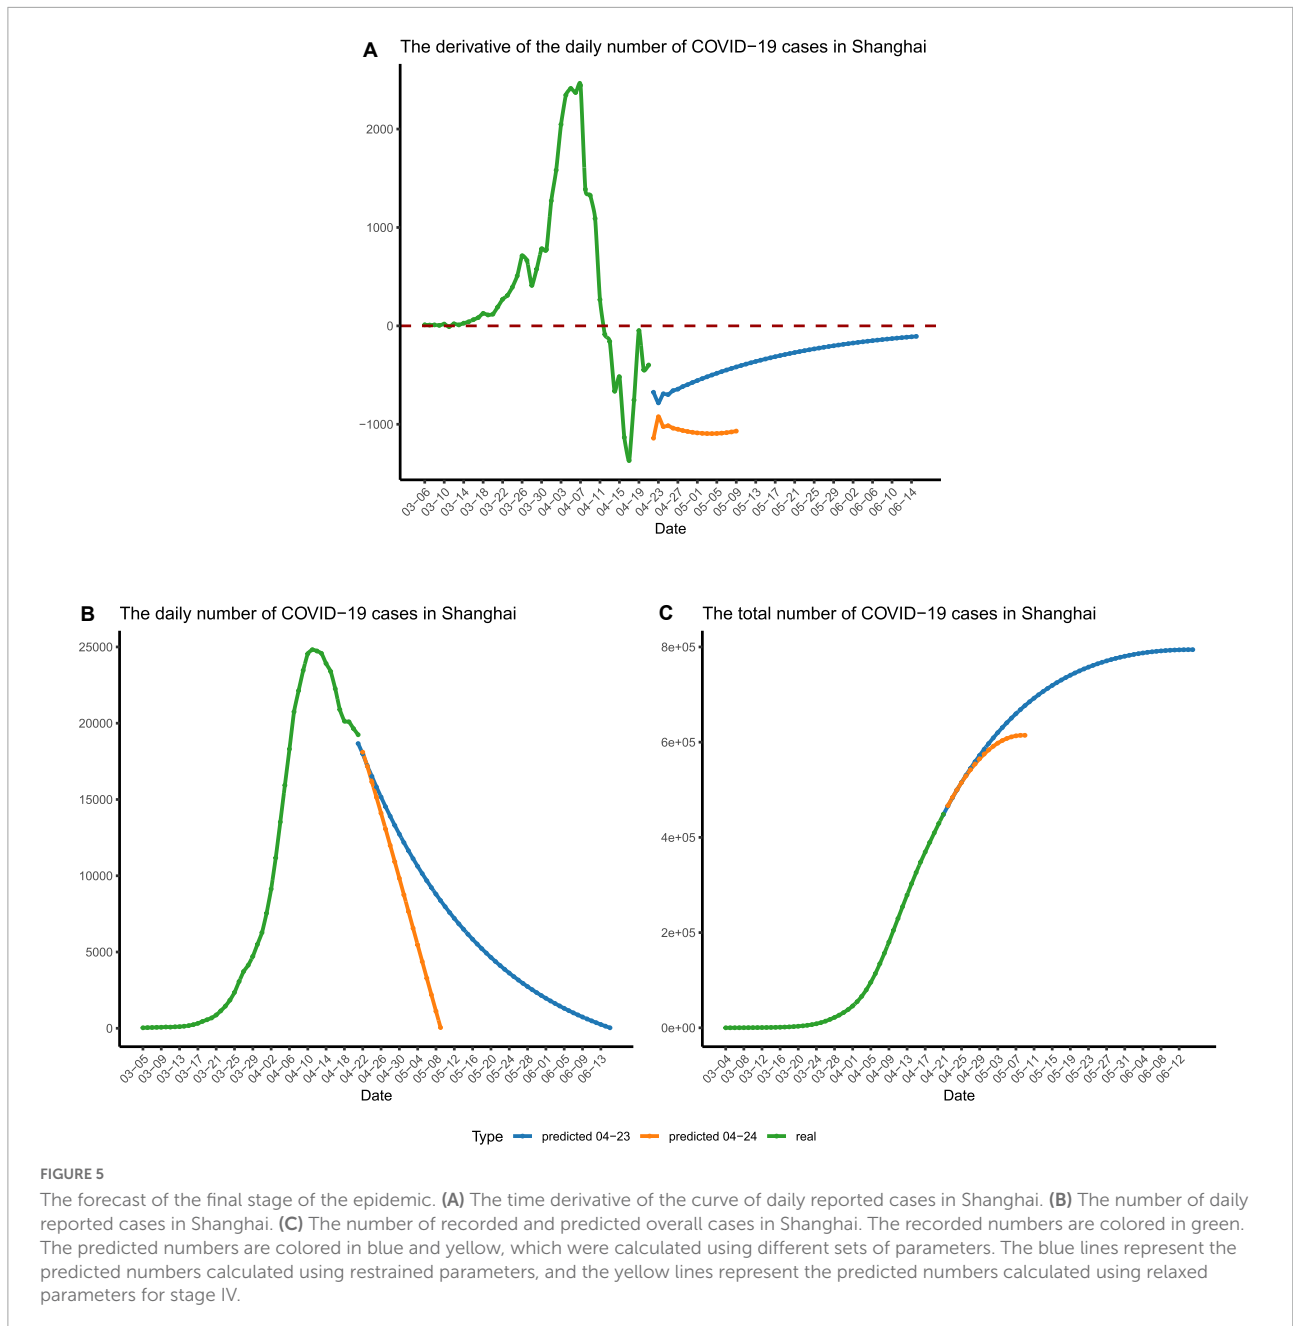 A The derivative of the daily number of COVID−19 cases in Shanghai
2000
1000
0
−1000
03−06 03−10 03−14 03−18 03−22 03−26 03−30 04−03 04−07 04−11 04−15 04−19 04−23 04−27 05−01 05−05 05−09 05−13 05−17 05−21 05−25 05−29 06−02 06−06 06−10 06−14
Date
B The daily number of COVID−19 cases in Shanghai
25000
20000
15000
10000
5000
0
03−05 03−09 03−13 03−17 03−21 03−25 03−29 04−02 04−06 04−10 04−14 04−18 04−22 04−26 04−30 05−04 05−08 05−12 05−16 05−20 05−24 05−28 06−01 06−05 06−09 06−13
Date
C The total number of COVID−19 cases in Shanghai
8e+05
6e+05
4e+05
2e+05
0e+00
03−04 03−08 03−12 03−16 03−20 03−24 03−28 04−01 04−05 04−09 04−13 04−17 04−21 04−25 04−29 05−03 05−07 05−11 05−15 05−19 05−23 05−27 05−31 06−04 06−08 06−12
Date
Type predicted 04−23 predicted 04−24 real
FIGURE 5
The forecast of the final stage of the epidemic. (A) The time derivative of the curve of daily reported cases in Shanghai. (B) The number of daily
reported cases in Shanghai. (C) The number of recorded and predicted overall cases in Shanghai. The recorded numbers are colored in green.
The predicted numbers are colored in blue and yellow, which were calculated using different sets of parameters. The blue lines represent the
predicted numbers calculated using restrained parameters, and the yellow lines represent the predicted numbers calculated using relaxed
parameters for stage IV.